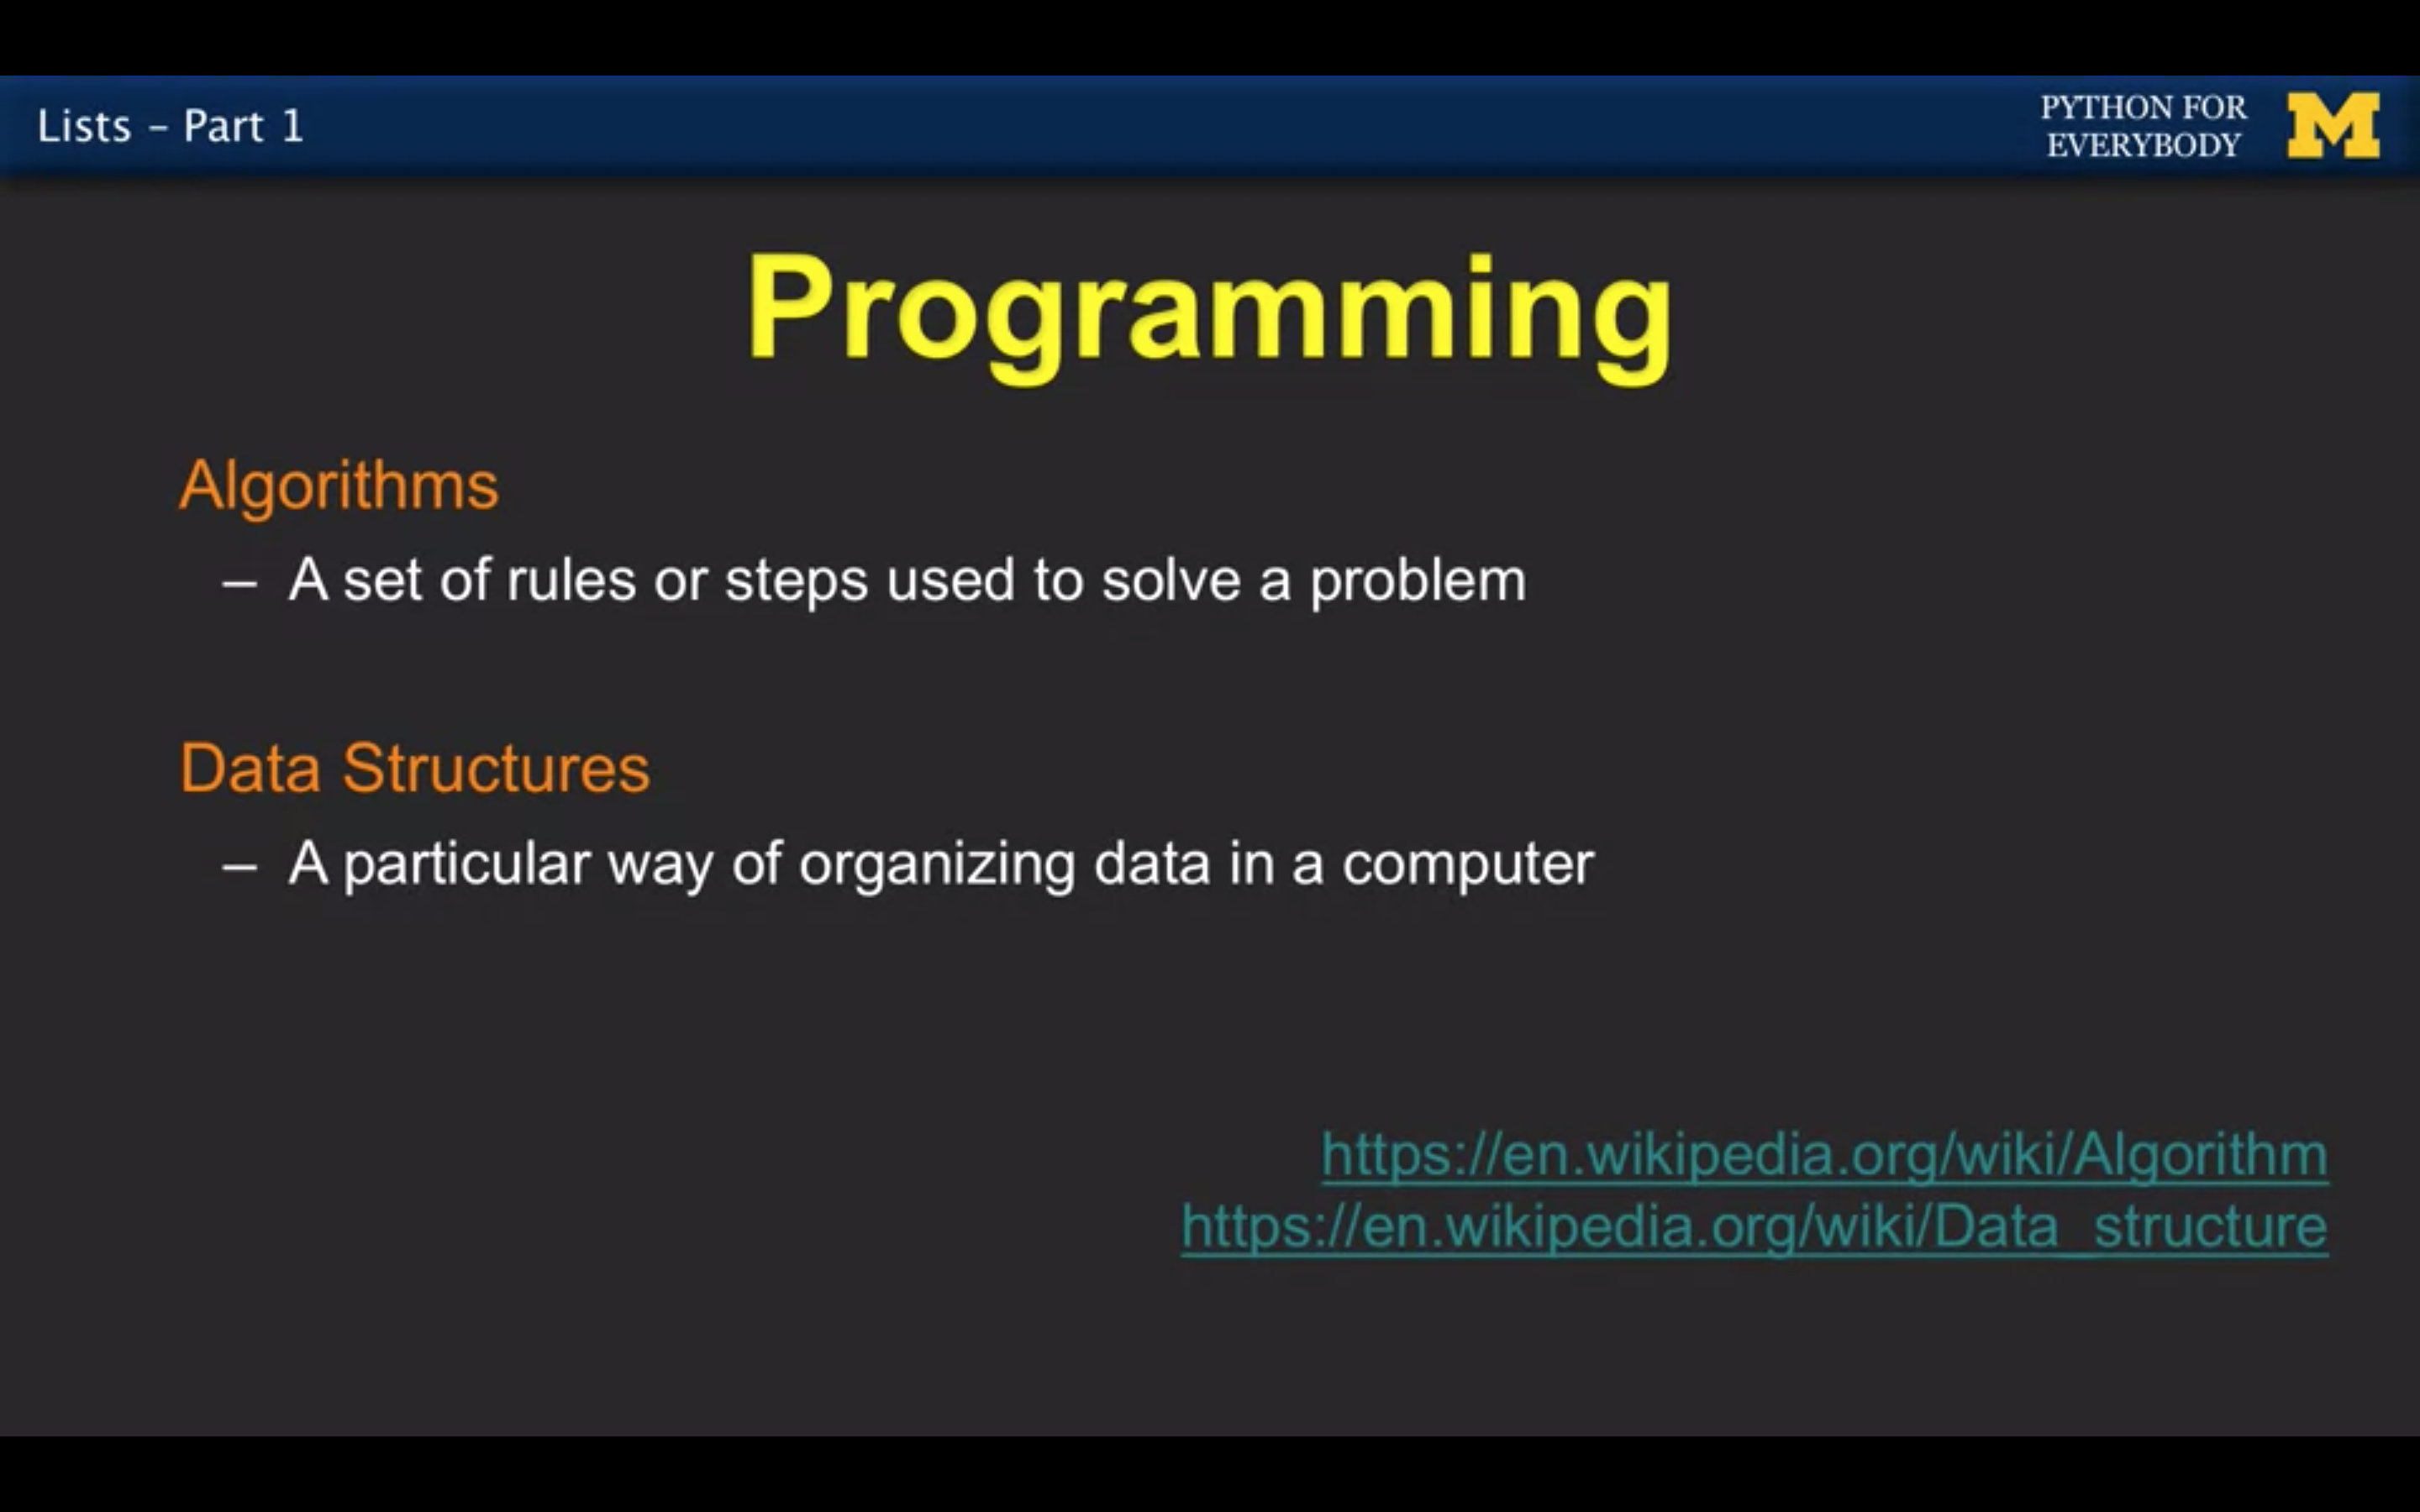 Lists – Part 1
PYTHON FOR
EVERYBODY
M
Programming
Algorithms
– A set of rules or steps used to solve a problem
Data Structures
– A particular way of organizing data in a computer
https://en.wikipedia.org/wiki/Algorithm
https://en.wikipedia.org/wiki/Data_structure